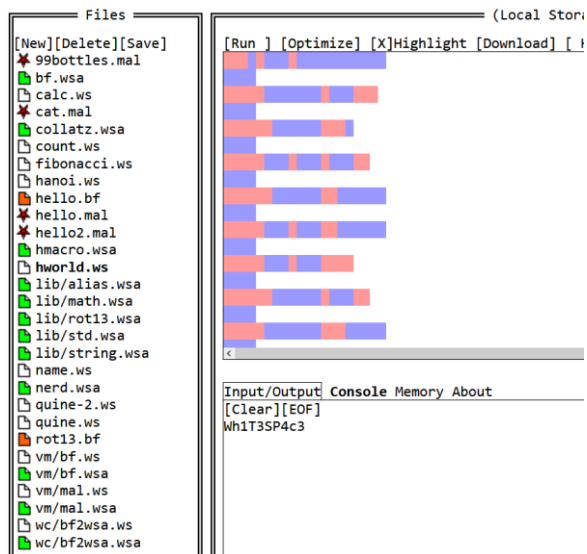 Files
[New][Delete][Save]
99bottles.mal
bf.wsa
calc.ws
cat.mal
collatz.wsa
count.ws
fibonacci.ws
hanoi.ws
hello.bf
hello.mal
hello2.mal
hmacro.wsa
hworld.ws
lib/alias.wsa
lib/math.wsa
lib/rot13.wsa
lib/std.wsa
lib/string.wsa
name.ws
nerd.wsa
quine-2.ws
quine.ws
rot13.bf
vm/bf.ws
vm/bf.wsa
vm/mal.ws
vm/mal.wsa
wc/bf2wsa.ws
wc/bf2wsa.wsa
(Local Stora
[Run ] [Optimize] [X]Highlight [Download] [ H
Input/Output Console Memory About
[Clear][EOF]
Wh1T3SP4c3